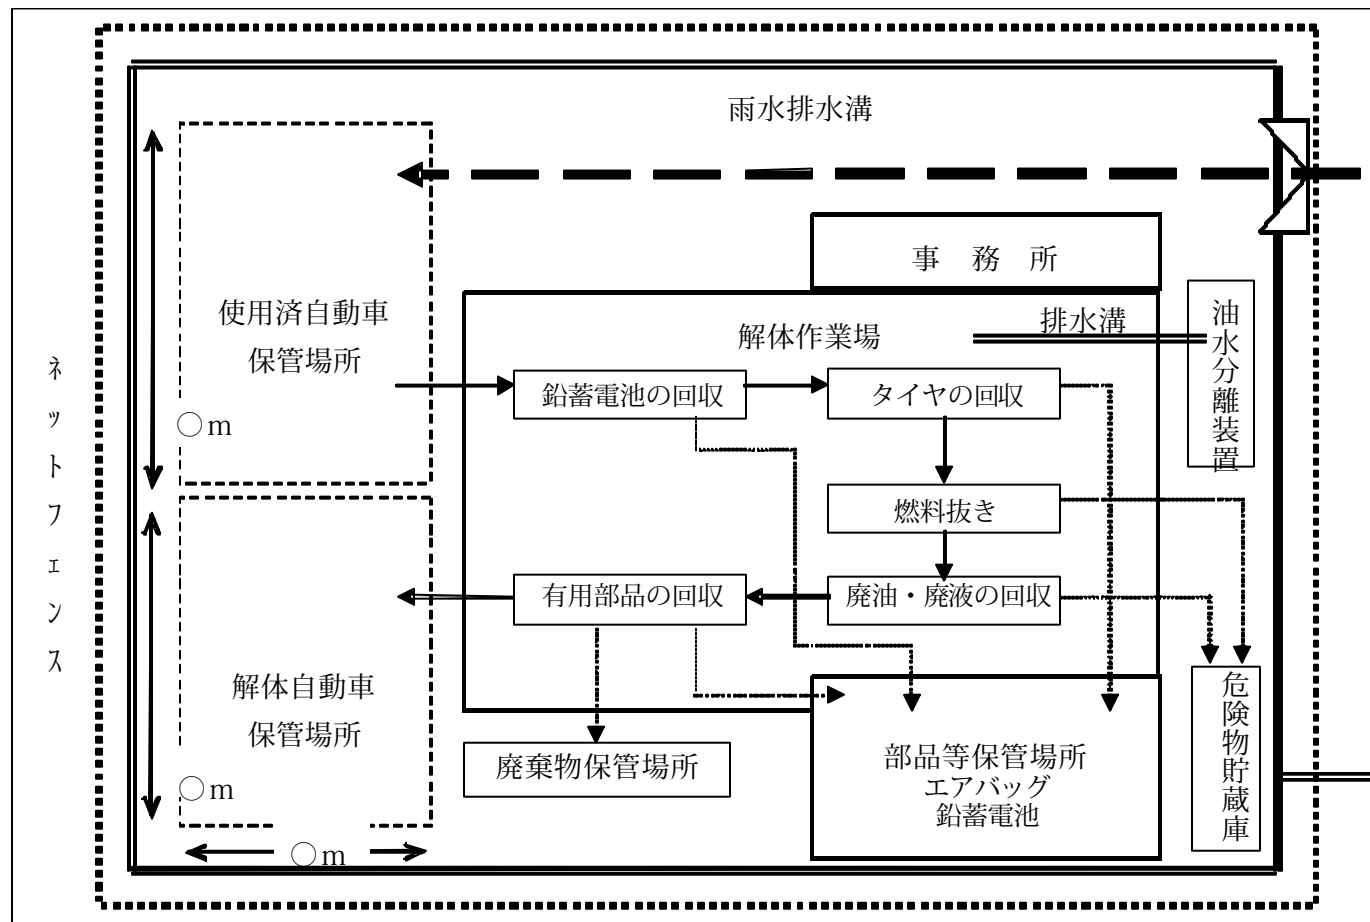 雨水排水溝
事 務 所
使用済自動車
保管場所
排水溝
解体作業場
油水分離装置
ネットフェンス
鉛蓄電池の回収
タイヤの回収
〇m
燃料抜き
有用部品の回収
廃油・廃液の回収
解体自動車
保管場所
危険物貯蔵庫
廃棄物保管場所
部品等保管場所
エアバッグ
鉛蓄電池
〇m
〇m